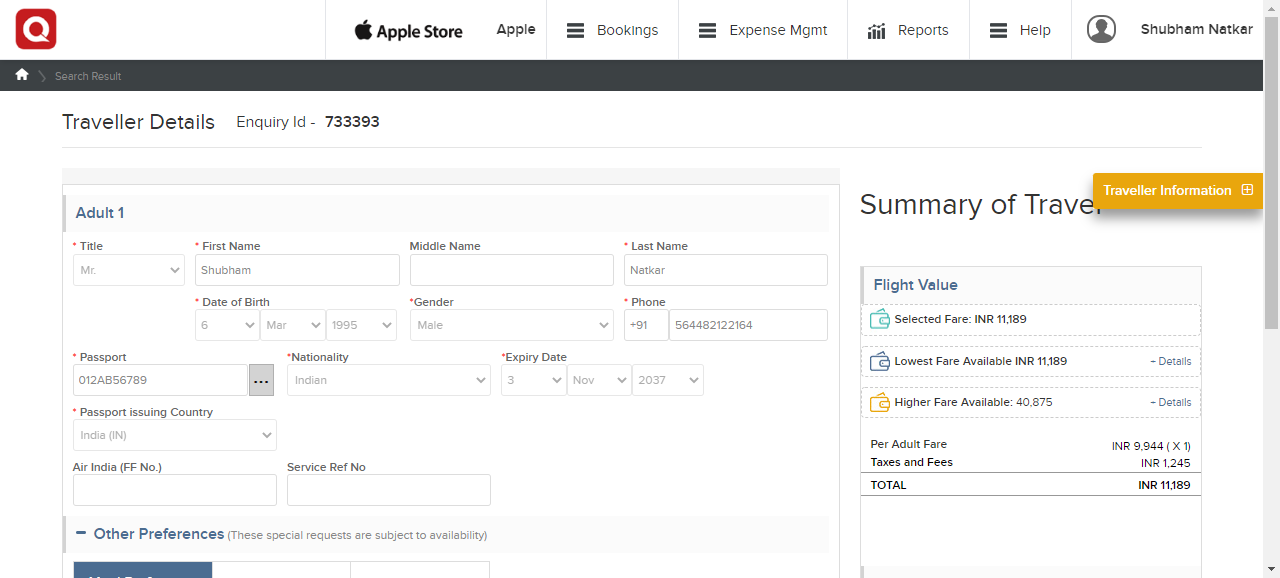 Apple Store Apple Bookings Expense Mgmt Reports Help Shubham Natkar
Search Result
Traveller Details Enquiry Id - 733393
Traveller Information
Summary of Travel
Adult 1
* Title * First Name Middle Name * Last Name
Mr. Shubham Natkar
* Date of Birth *Gender * Phone
6 Mar 1995 Male +91 564482122164
* Passport *Nationality *Expiry Date
012AB56789 ... Indian 3 Nov 2037
* Passport issuing Country
India (IN)
Air India (FF No.) Service Ref No
Other Preferences (These special requests are subject to availability)
Flight Value
Selected Fare: INR 11,189
Lowest Fare Available INR 11,189 + Details
Higher Fare Available: 40,875 + Details
Per Adult Fare INR 9,944 ( X 1)
Taxes and Fees INR 1,245
TOTAL INR 11,189